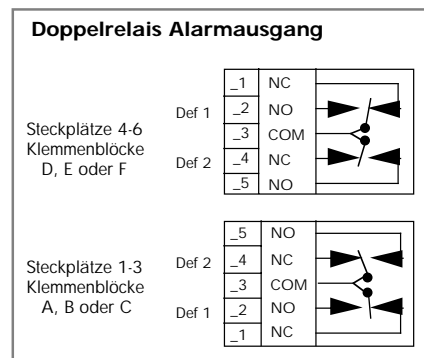 Doppelrelais Alarmausgang
Steckplätze 4-6
Klemmenblöcke
D, E oder F
Def 1
Def 2
_1 NC
_2 NO
_3 COM
_4 NC
_5 NO
Steckplätze 1-3
Klemmenblöcke
A, B oder C
Def 2
Def 1
_5 NO
_4 NC
_3 COM
_2 NO
_1 NC